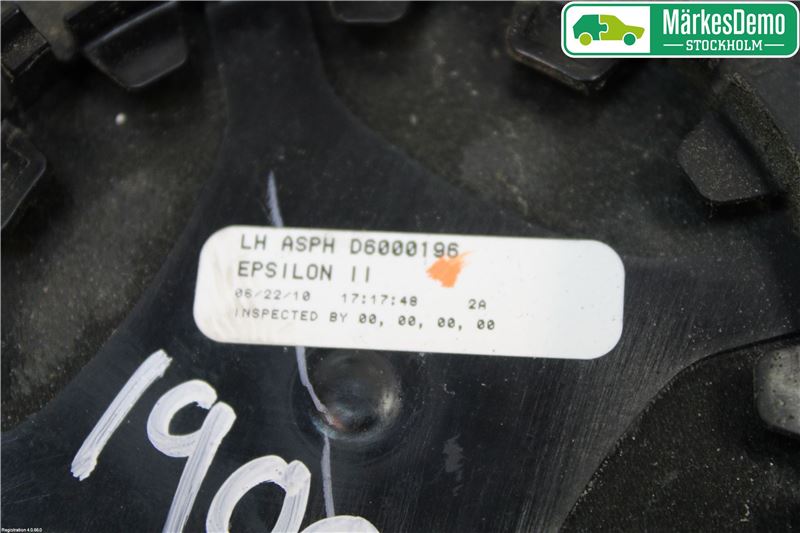 MärkesDemo
STOCKHOLM
LH ASPH D6000196
EPSILON II
06/22/10 17:17:48 2A
INSPECTED BY 00, 00, 00, 00
Registration 4.0.66.0